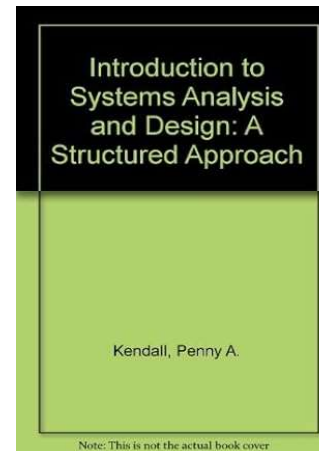 Introduction to
Systems Analysis
and Design: A
Structured Approach
Kendall, Penny A.
Note: This is not the actual book cover